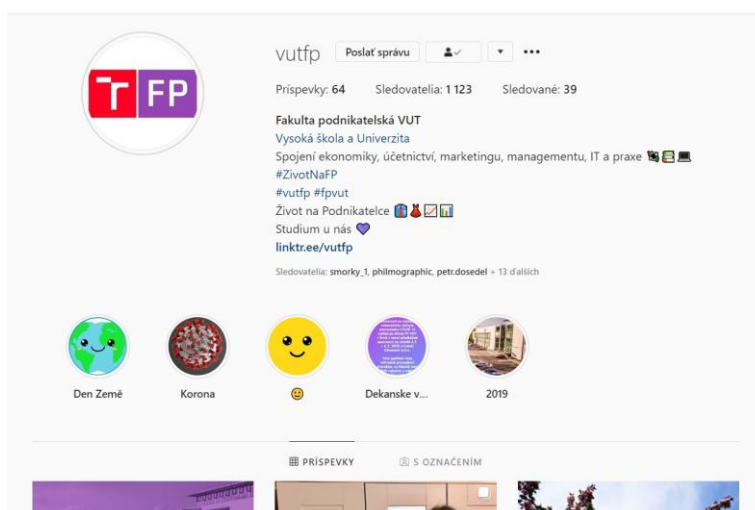 T FP
vutfp Poslať správu
Príspevky: 64 Sledovatelia: 1 123 Sledované: 39
Fakulta podnikatelská VUT
Vysoká škola a Univerzita
Spojení ekonomiky, účetnictví, marketingu, managementu, IT a praxe
#ZivotNaFP
#vutfp #fpvut
Život na Podnikatelce
Studium u nás 💜
linktr.ee/vutfp
Sledovatelia: smorky_1, philmographic, petr.dosedel + 13 ďalších
Den Země Korona 😊 Dekanske v... 2019
PRÍSPEVKY S OZNAČENÍM